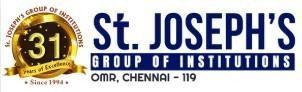 St. JOSEPH'S GROUP OF INSTITUTIONS
31
Years of Excellence
• Since 1994 •
St. JOSEPH'S
GROUP OF INSTITUTIONS
OMR, CHENNAI - 119